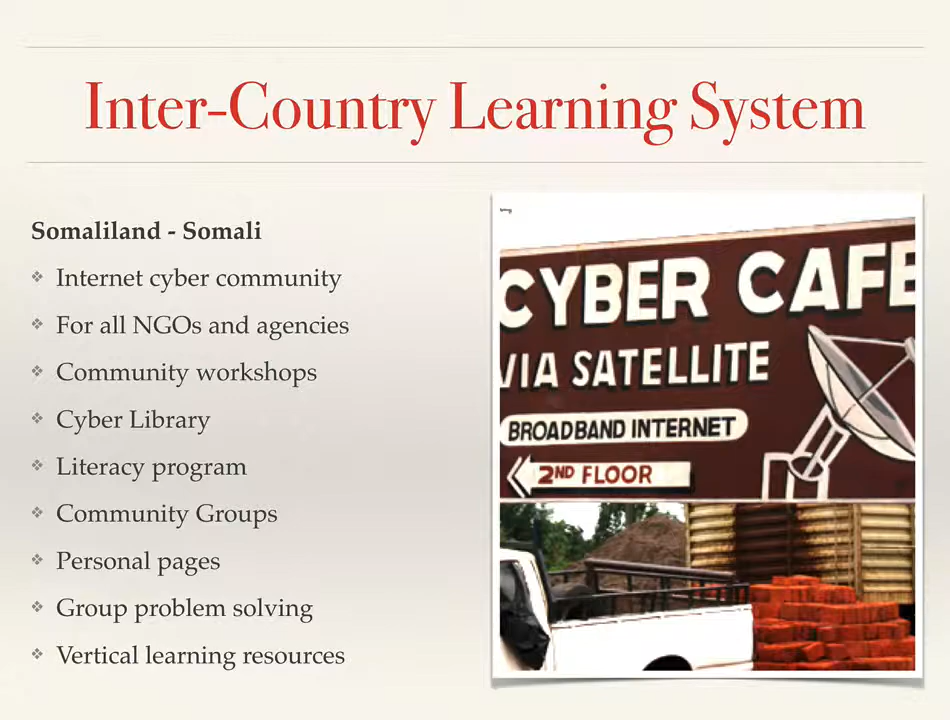 Inter-Country Learning System
Somaliland - Somali
Internet cyber community
For all NGOs and agencies
Community workshops
Cyber Library
Literacy program
Community Groups
Personal pages
Group problem solving
Vertical learning resources
CYBER CAFE
VIA SATELLITE
BROADBAND INTERNET
2ND FLOOR